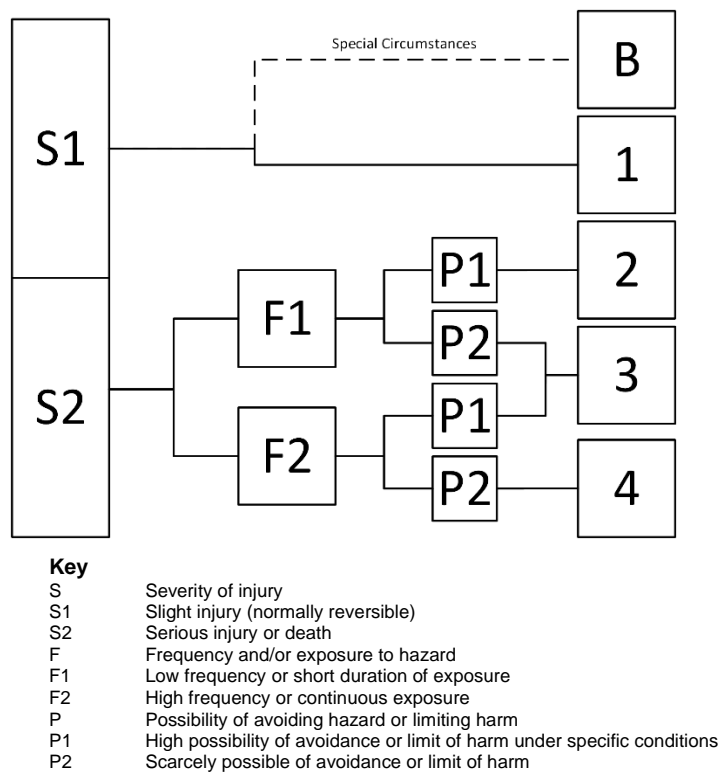 Special Circumstances
B
S1
1
2
P1
F1
P2
3
S2
P1
F2
P2
4
Key
S Severity of injury
S1 Slight injury (normally reversible)
S2 Serious injury or death
F Frequency and/or exposure to hazard
F1 Low frequency or short duration of exposure
F2 High frequency or continuous exposure
P Possibility of avoiding hazard or limiting harm
P1 High possibility of avoidance or limit of harm under specific conditions
P2 Scarcely possible of avoidance or limit of harm